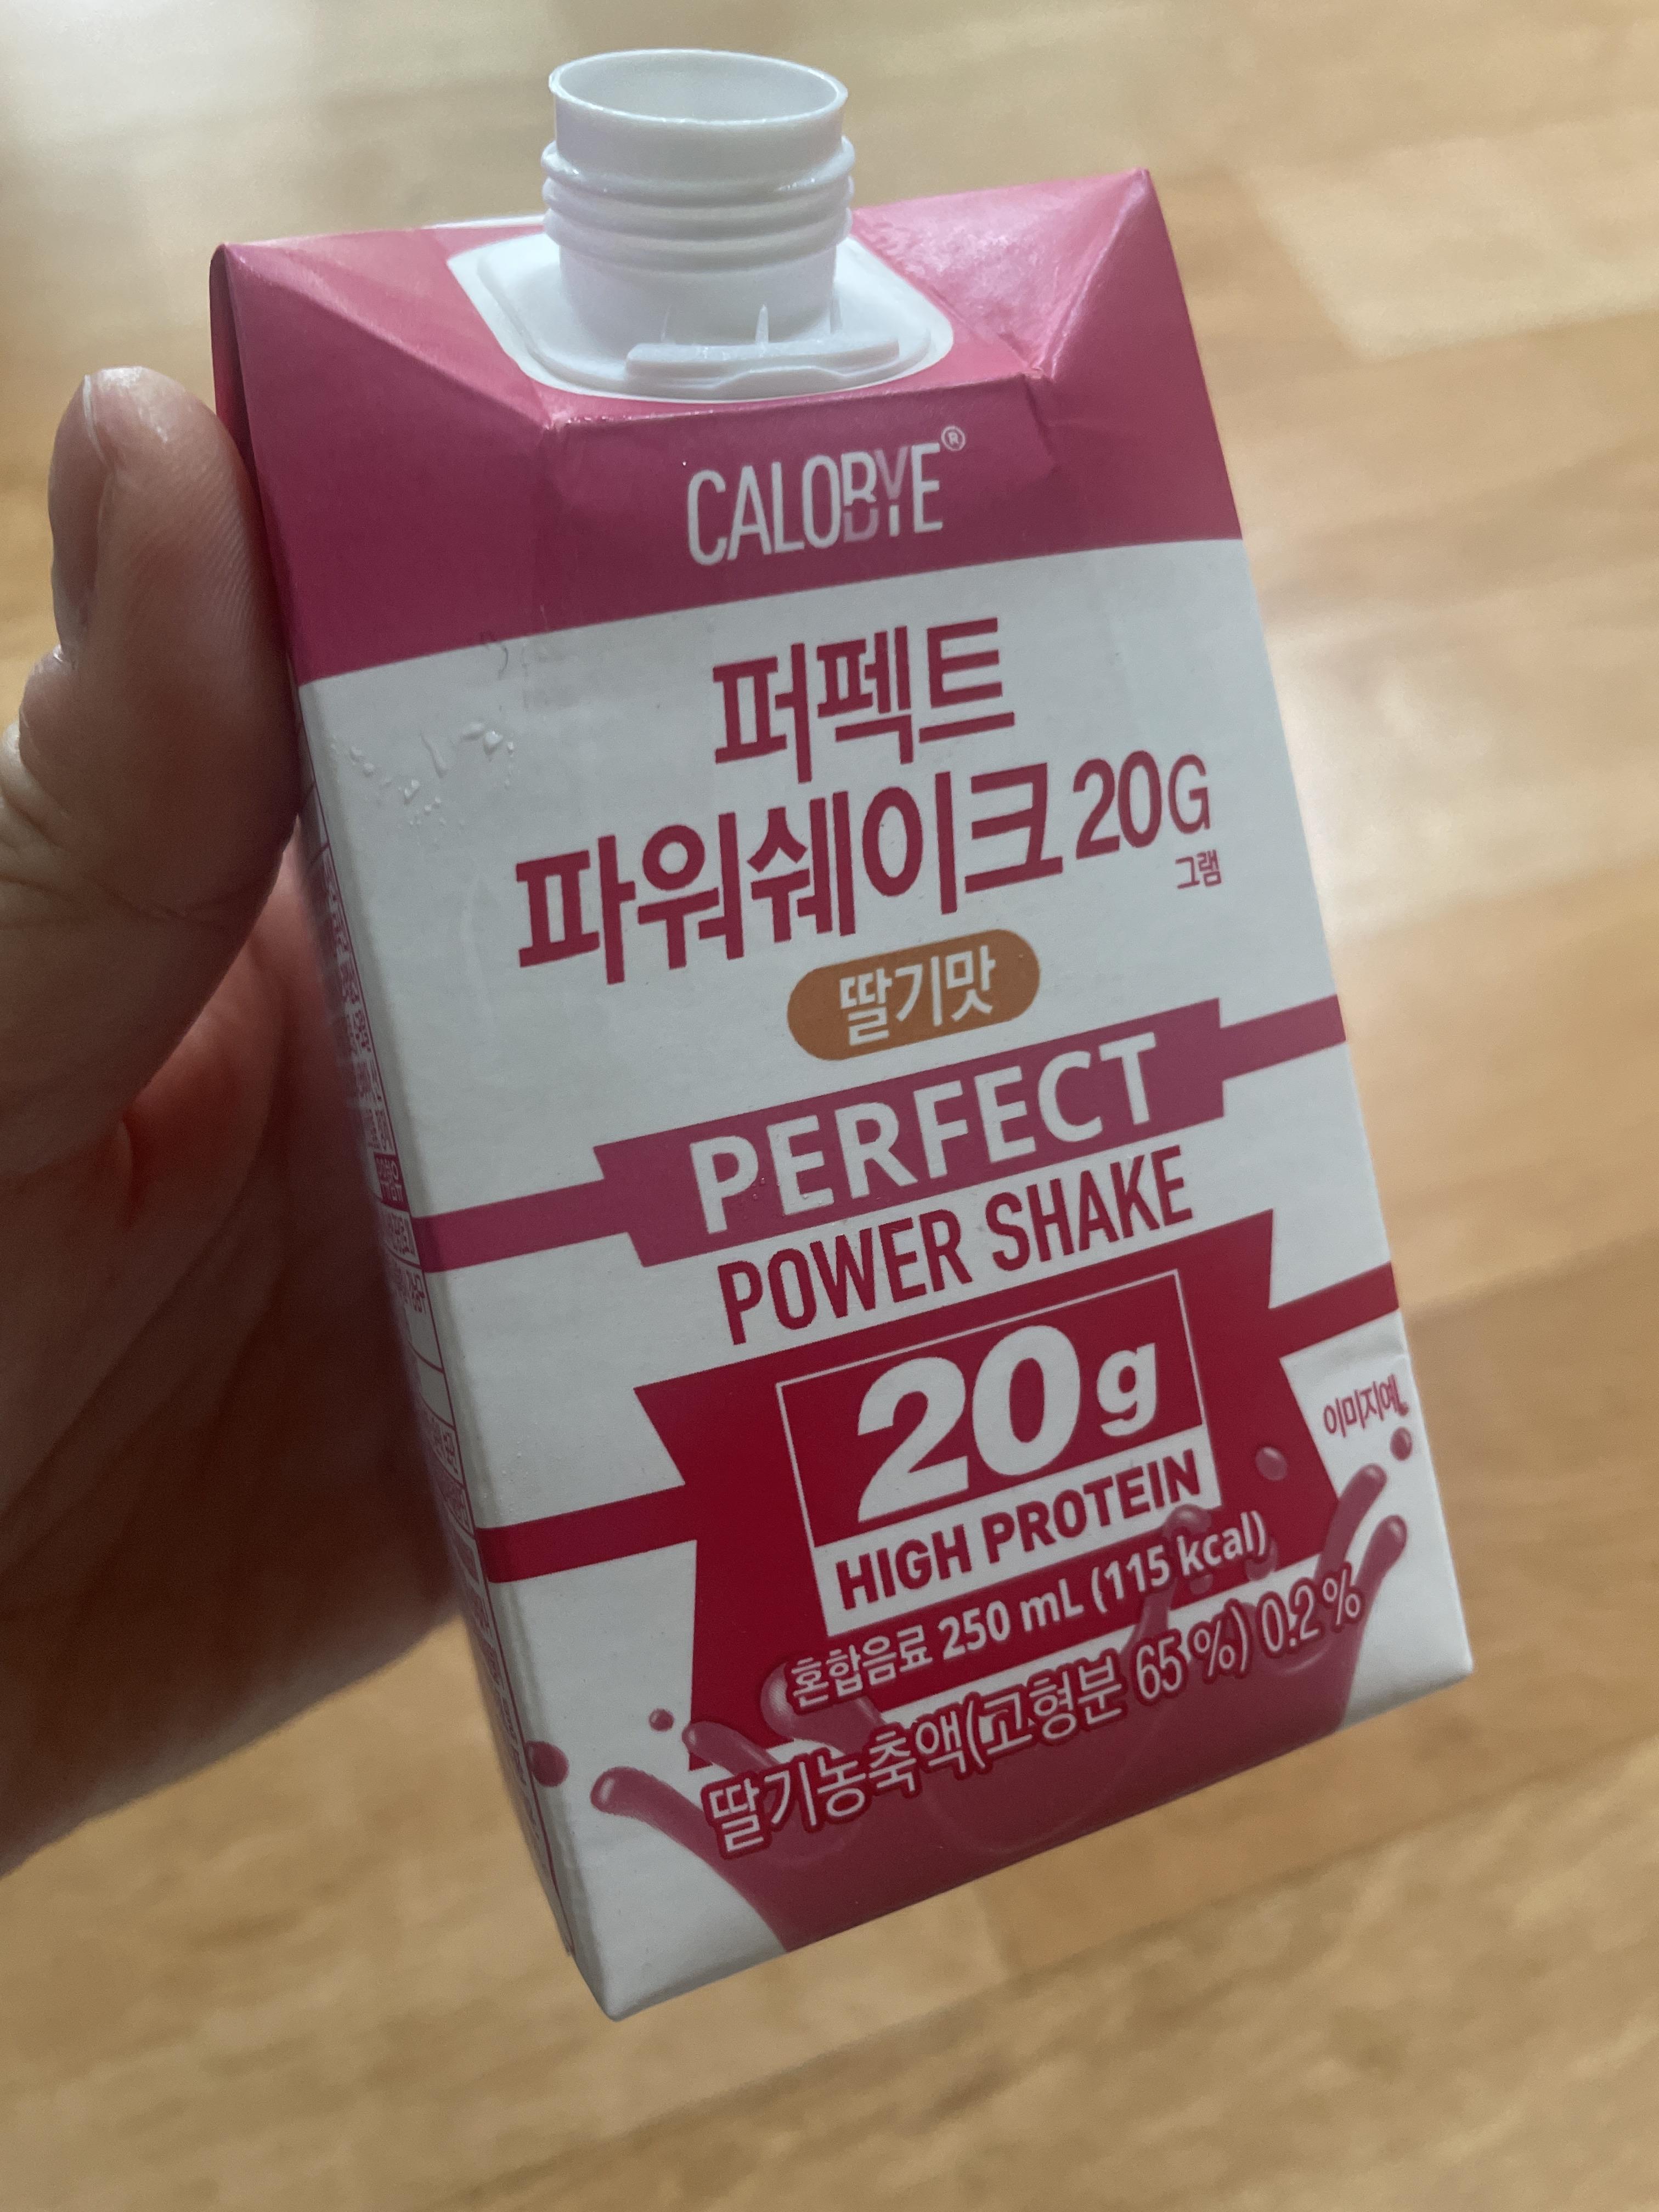 CALOBYE®
퍼펙트
파워쉐이크 20G
그램
딸기맛
PERFECT
POWER SHAKE
20g
HIGH PROTEIN
이미지예
혼합음료 250 mL (115 kcal)
딸기농축액(고형분 65 %) 0.2 %